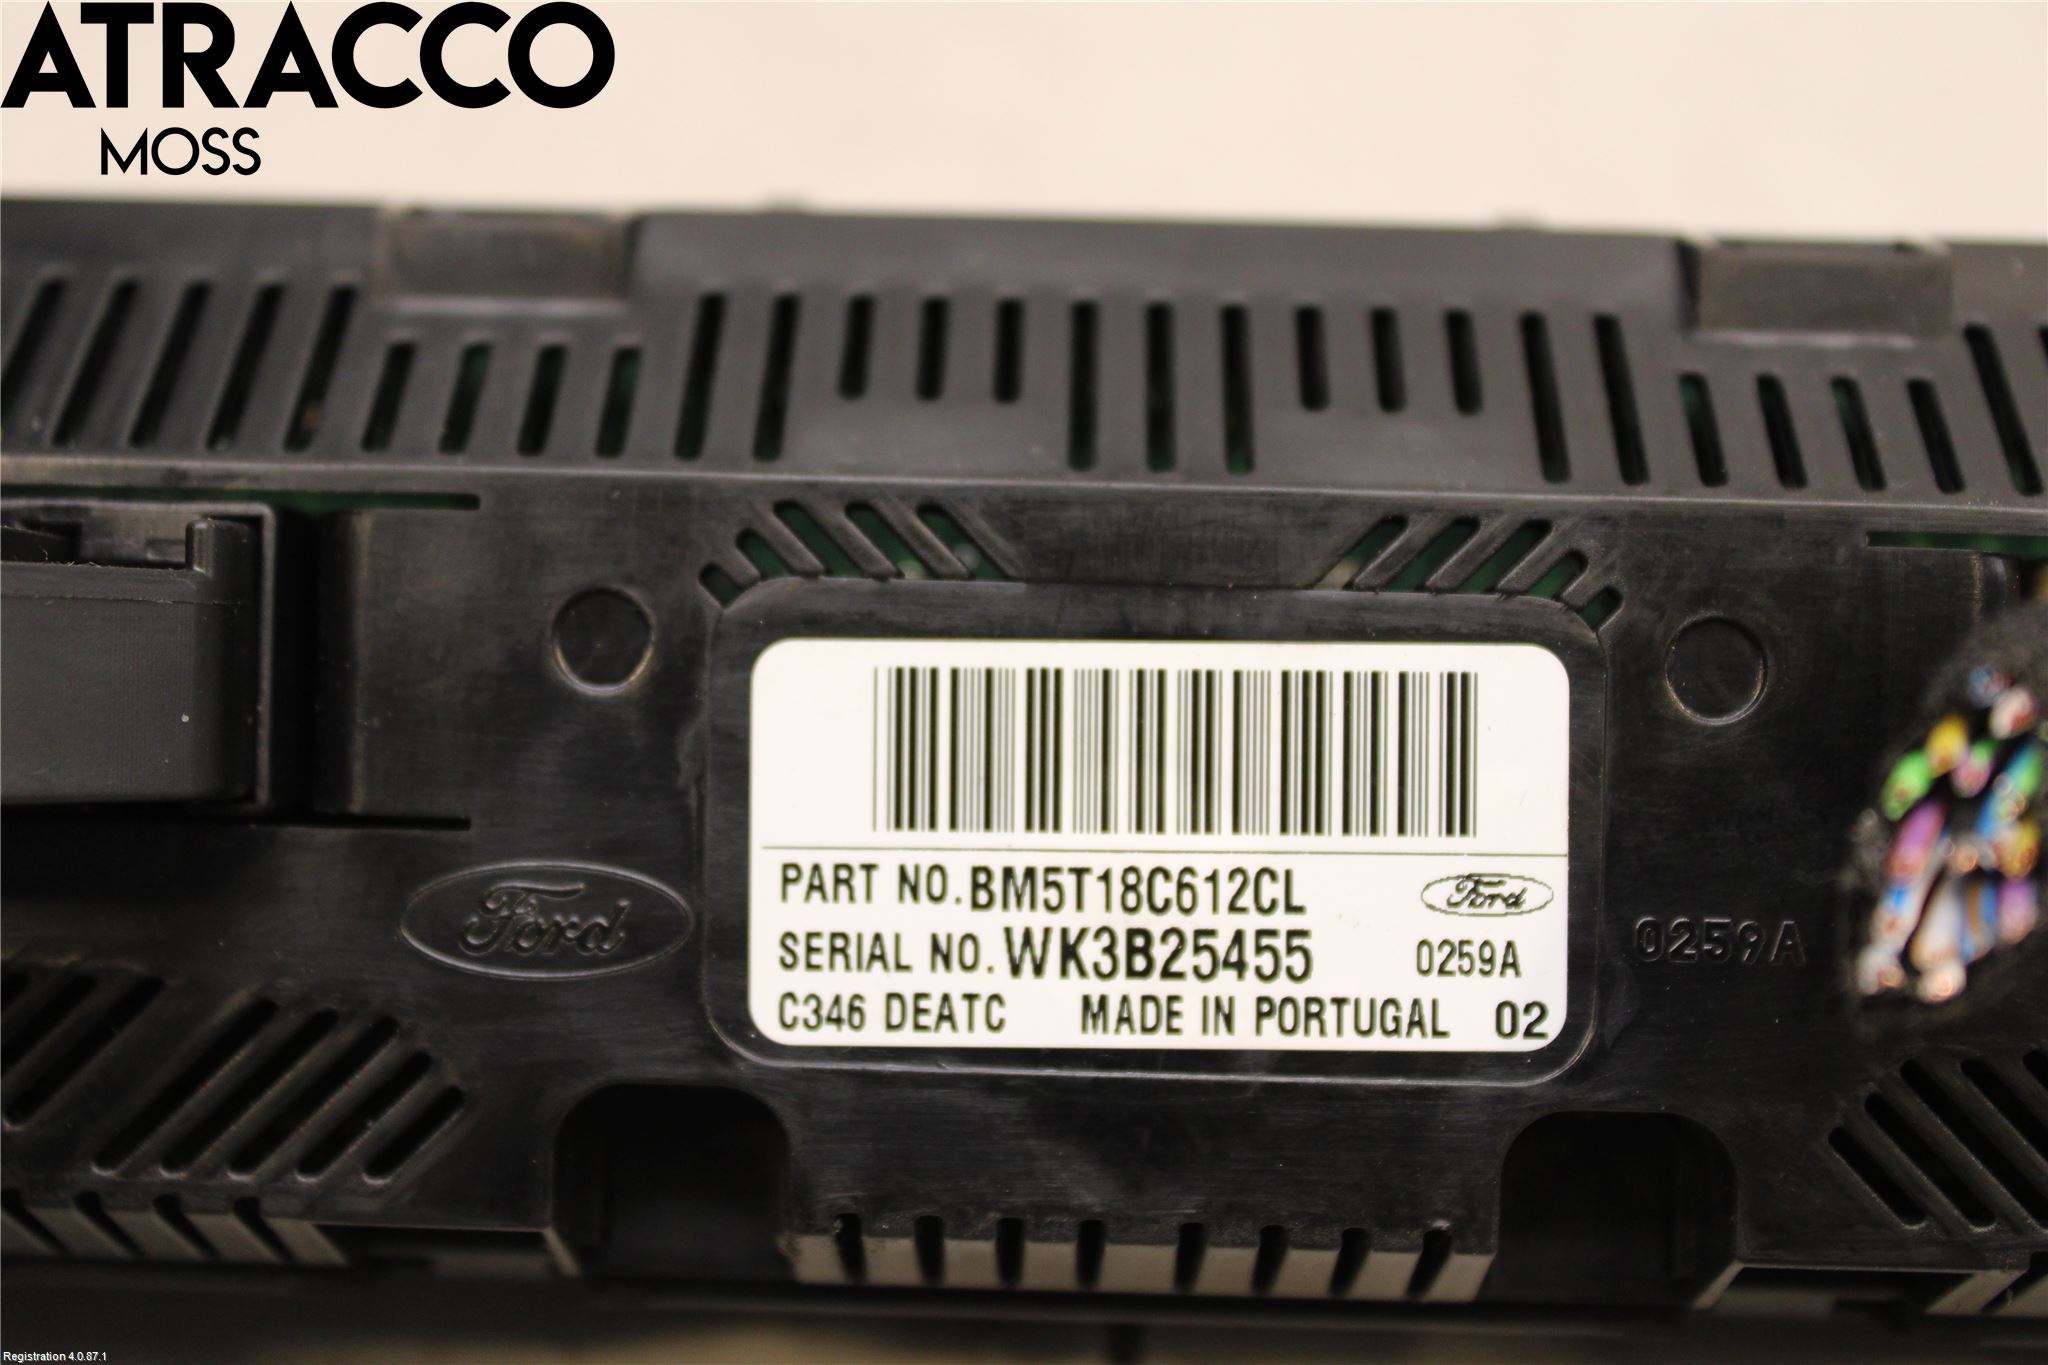 ATRACCO
MOSS
PART NO. BM5T18C612CL
Ford
SERIAL NO. WK3B25455 0259A
C346 DEATC MADE IN PORTUGAL 02
Ford
0259A
Registration 4.0.87.1